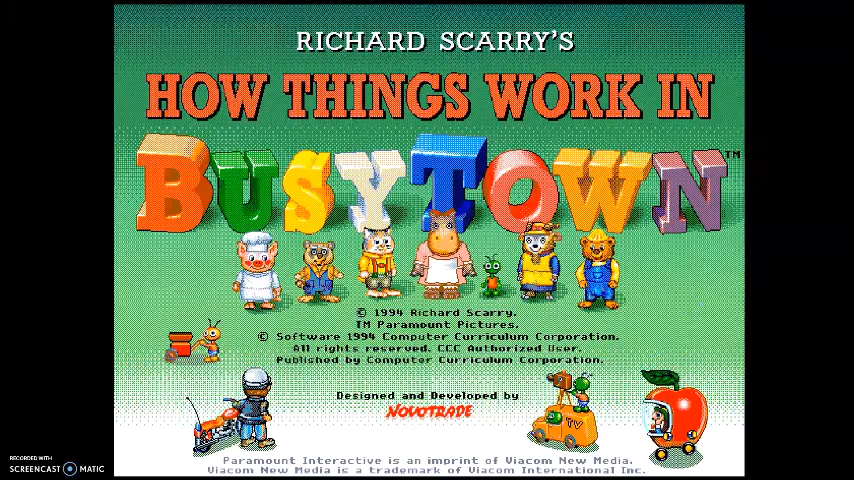 RICHARD SCARRY'S
HOW THINGS WORK IN
BUSYTOWN™
© 1994 Richard Scarry.
TM Paramount Pictures.
© Software 1994 Computer Curriculum Corporation.
All rights reserved. CCC Authorized User.
Published by Computer Curriculum Corporation.
Designed and Developed by
NOVOTRADE
TV
Paramount Interactive is an imprint of Viacom New Media.
Viacom New Media is a trademark of Viacom International Inc.
RECORDED WITH
SCREENCAST MATIC